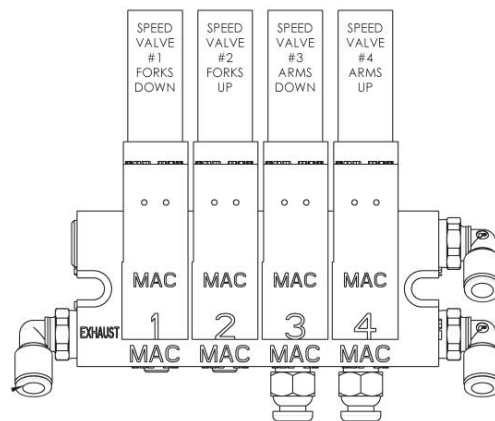 SPEED
VALVE
#1
FORKS
DOWN
SPEED
VALVE
#2
FORKS
UP
SPEED
VALVE
#3
ARMS
DOWN
SPEED
VALVE
#4
ARMS
UP
MAC MAC MAC MAC
EXHAUST 1 2 3 4
MAC MAC MAC MAC